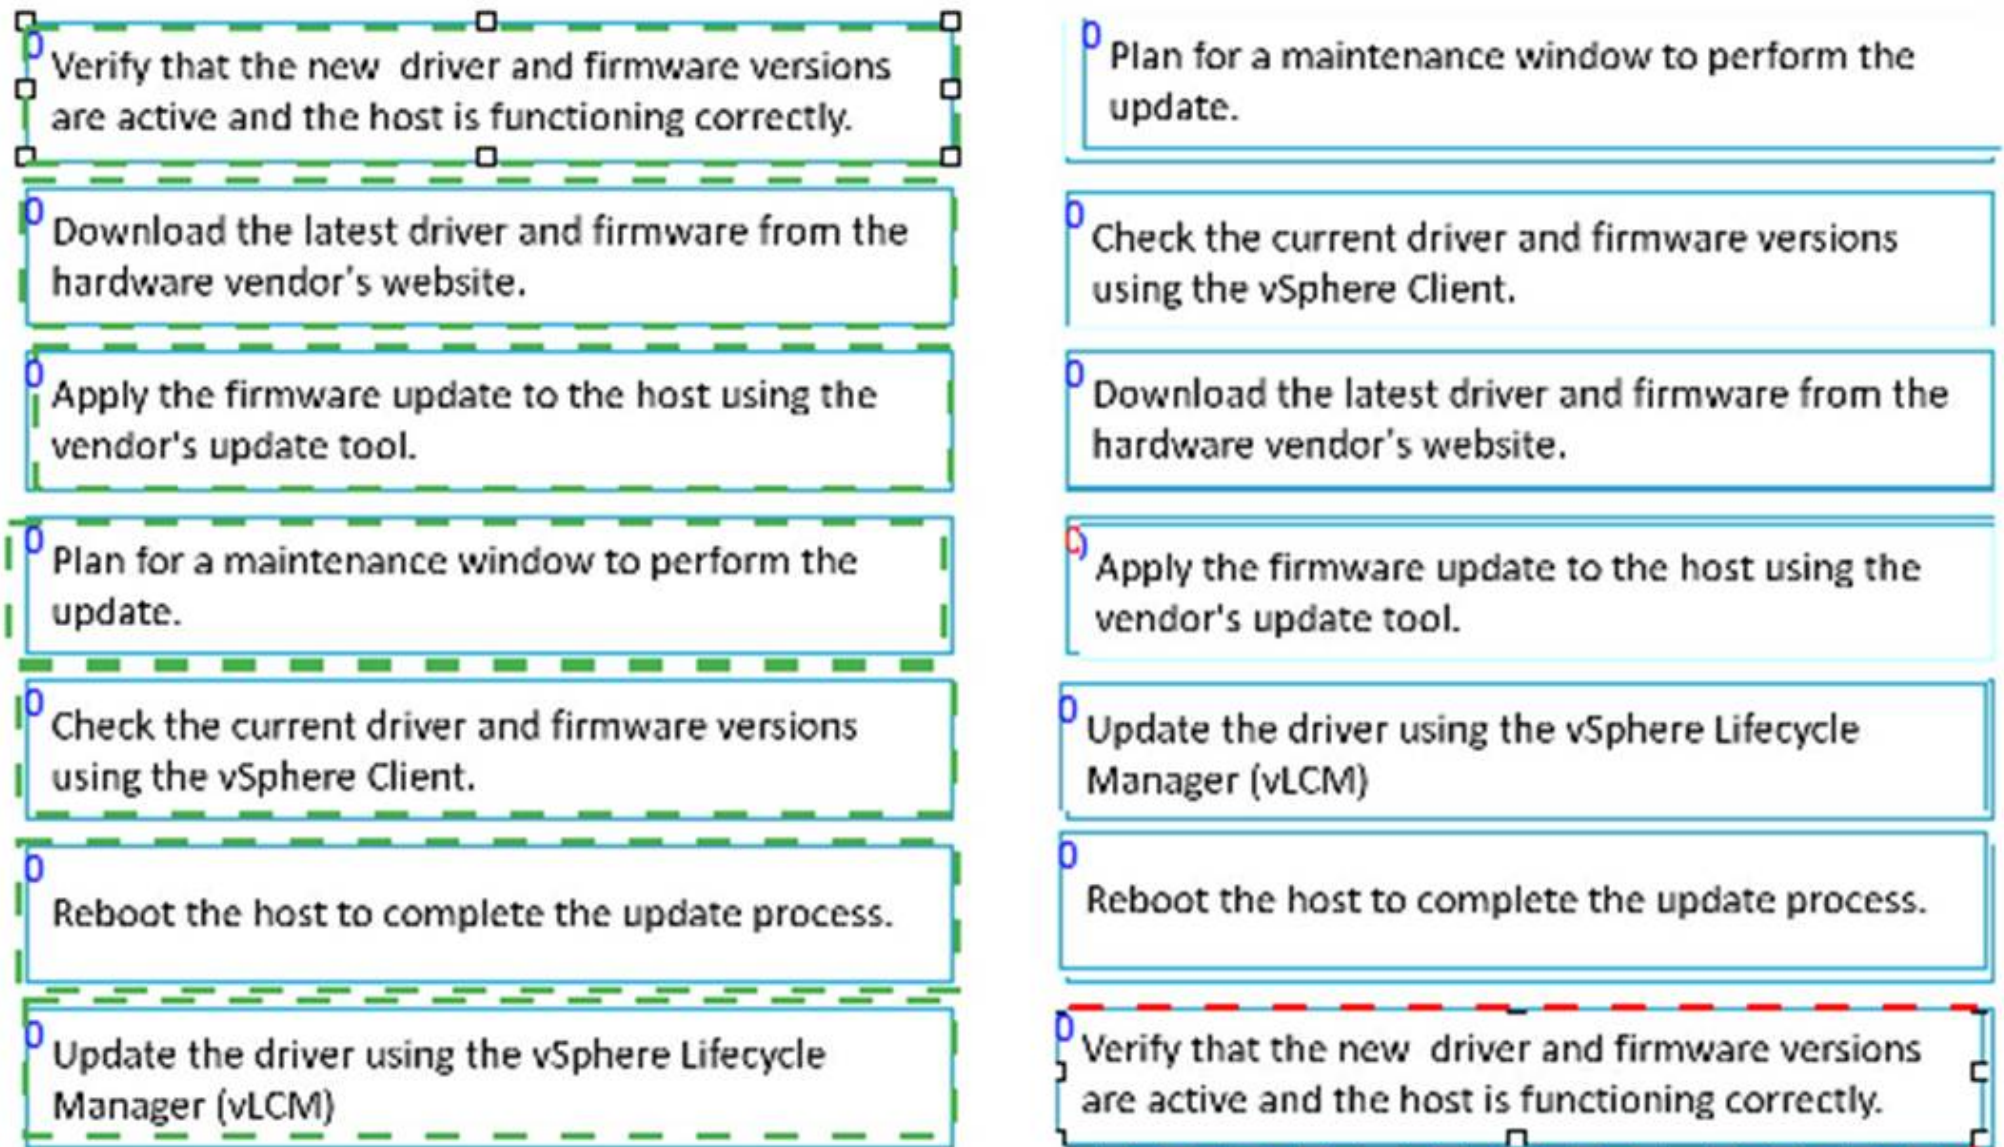 Verify that the new  driver and firmware versions
are active and the host is functioning correctly.
Download the latest driver and firmware from the
hardware vendor's website.
Apply the firmware update to the host using the
vendor's update tool.
Plan for a maintenance window to perform the
update.
Check the current driver and firmware versions
using the vSphere Client.
Reboot the host to complete the update process.
Update the driver using the vSphere Lifecycle
Manager (vLCM)
Plan for a maintenance window to perform the
update.
Check the current driver and firmware versions
using the vSphere Client.
Download the latest driver and firmware from the
hardware vendor's website.
Apply the firmware update to the host using the
vendor's update tool.
Update the driver using the vSphere Lifecycle
Manager (vLCM)
Reboot the host to complete the update process.
Verify that the new  driver and firmware versions
are active and the host is functioning correctly.